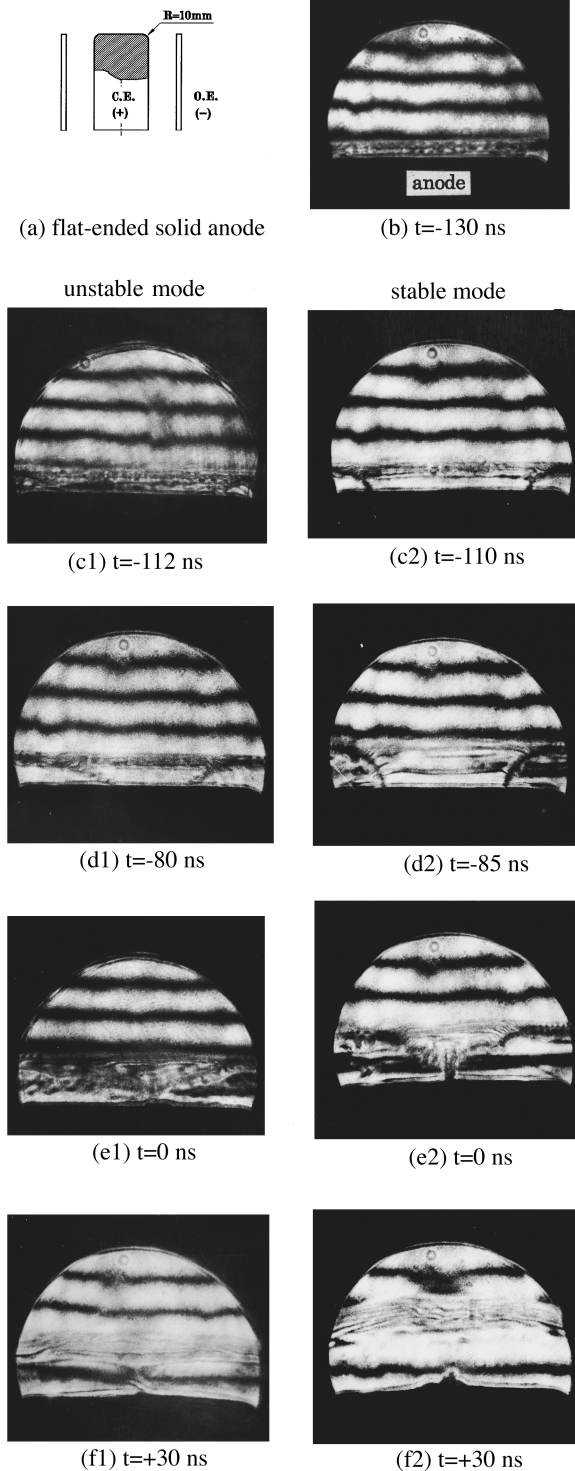 R=10mm
C.E.
(+)
O.E.
(−)
anode
(a) flat-ended solid anode
(b) t=-130 ns
unstable mode
stable mode
(c1) t=-112 ns
(c2) t=-110 ns
(d1) t=-80 ns
(d2) t=-85 ns
(e1) t=0 ns
(e2) t=0 ns
(f1) t=+30 ns
(f2) t=+30 ns